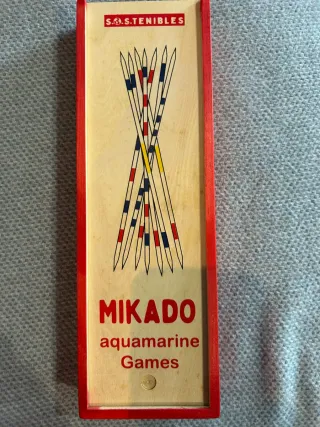 S.O.S.TENIBLES
MIKADO
aquamarine
Games